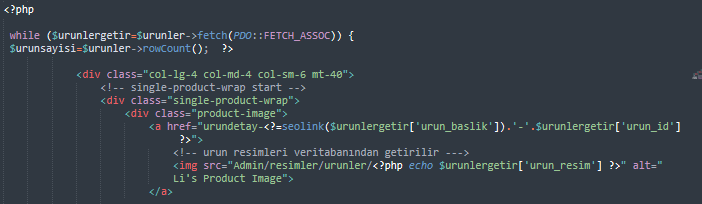 <?php
while ($urunlergetir=$urunler->fetch(PDO::FETCH_ASSOC)) {
$urunsayisi=$urunler->rowCount();  ?>
<div class="col-lg-4 col-md-4 col-sm-6 mt-40">
<!-- single-product-wrap start -->
<div class="single-product-wrap">
<div class="product-image">
<a href="urundetay-<?=seolink($urunlergetir['urun_baslik']).'-'.$urunlergetir['urun_id']
?>">
<!-- urun resimleri veritabanından getirilir --->
<img src="Admin/resimler/urunler/<?php echo $urunlergetir['urun_resim'] ?>" alt="
Li's Product Image">
</a>